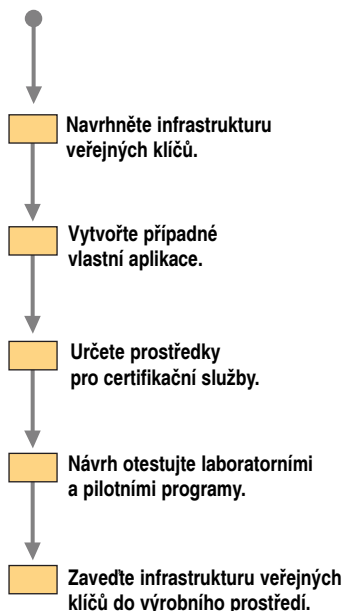 Navrhněte infrastrukturu
veřejných klíčů.
Vytvořte případné
vlastní aplikace.
Určete prostředky
pro certifikační služby.
Návrh otestujte laboratorními
a pilotními programy.
Zaveďte infrastrukturu veřejných
klíčů do výrobního prostředí.